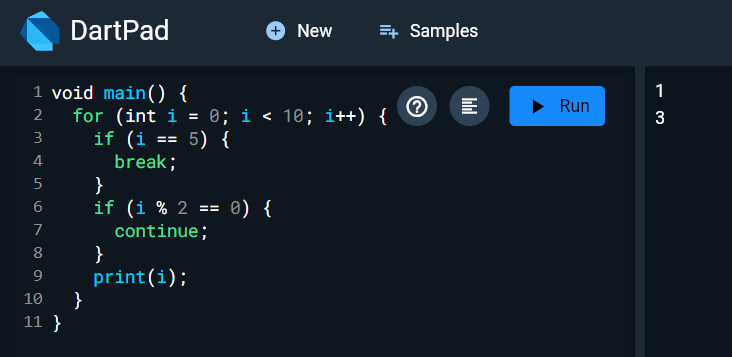 DartPad New Samples
1 void main() {
2   for (int i = 0; i < 10; i++) {
3     if (i == 5) {
4       break;
5     }
6     if (i % 2 == 0) {
7       continue;
8     }
9     print(i);
10   }
11 }
Run
1
3